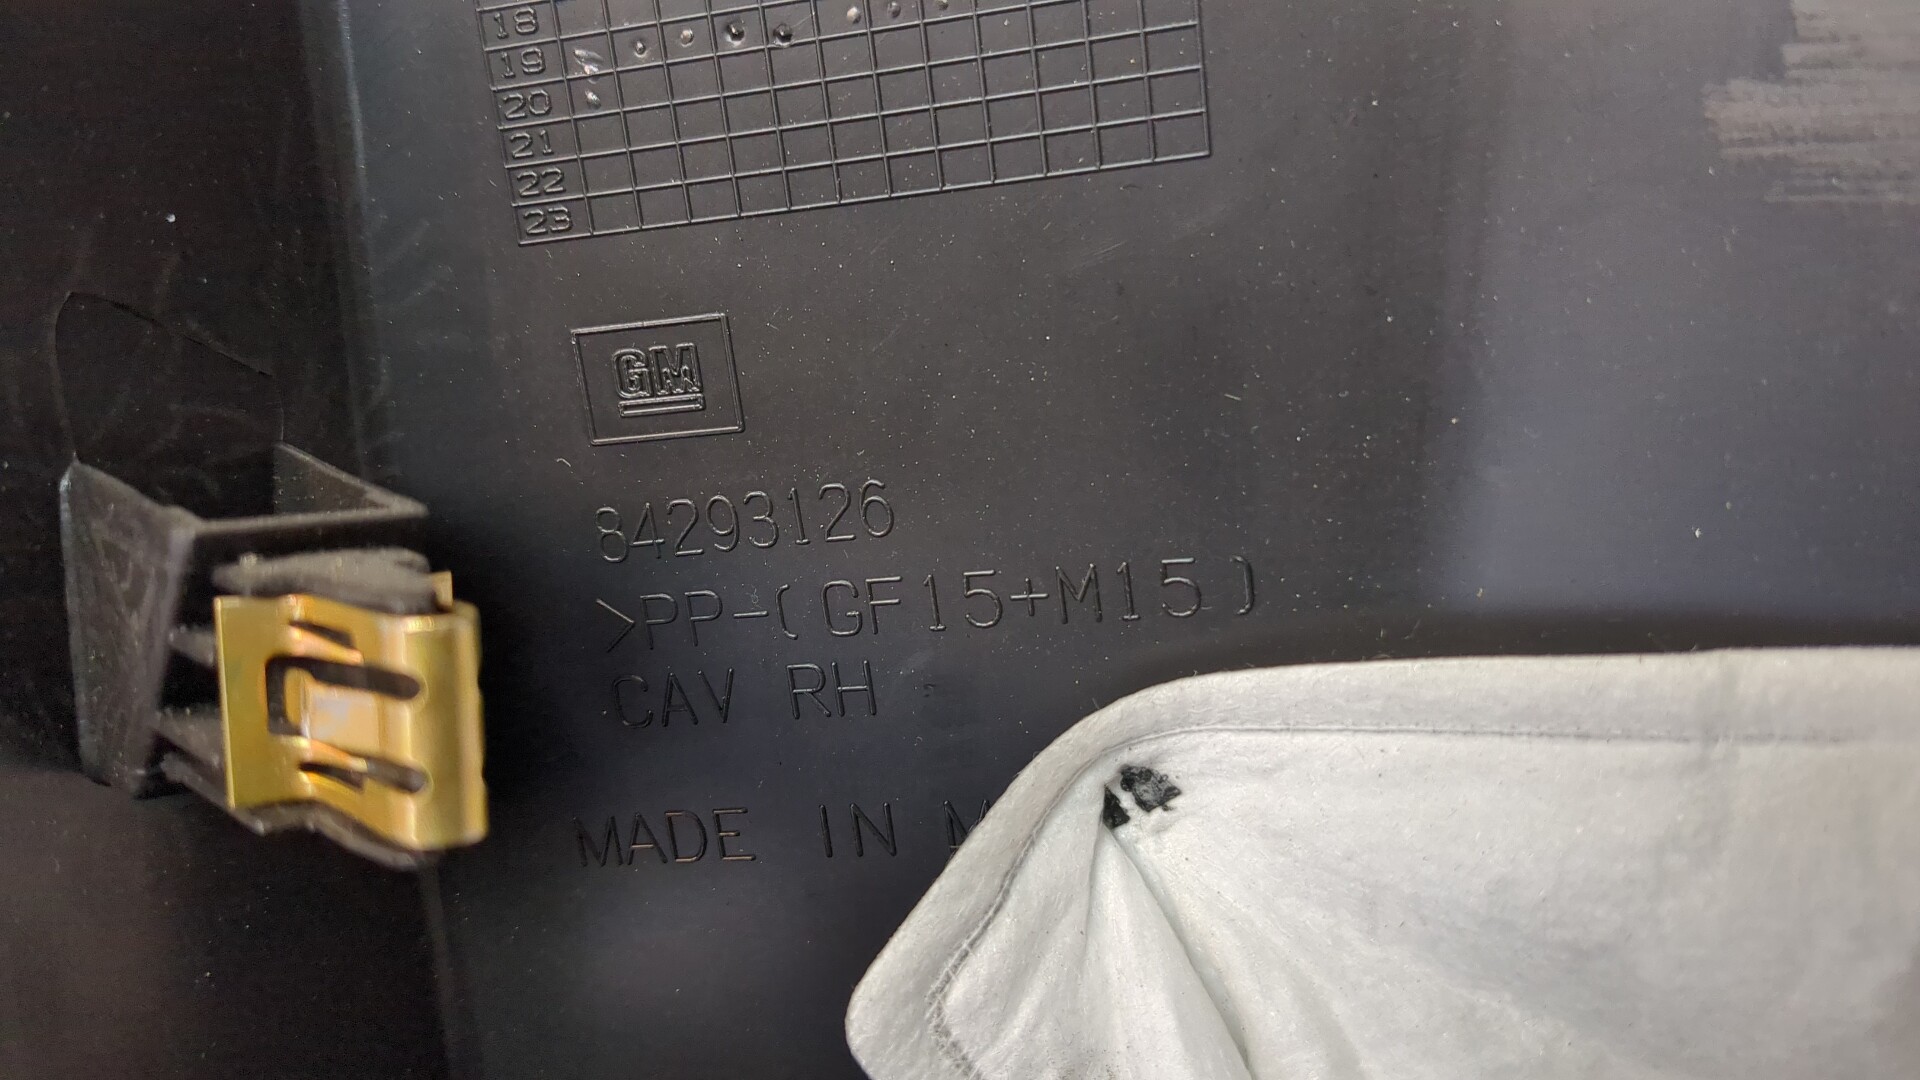 18
19
20
21
22
23
GM
84293126
>PP-(GF15+M15)
CAV RH
MADE IN M